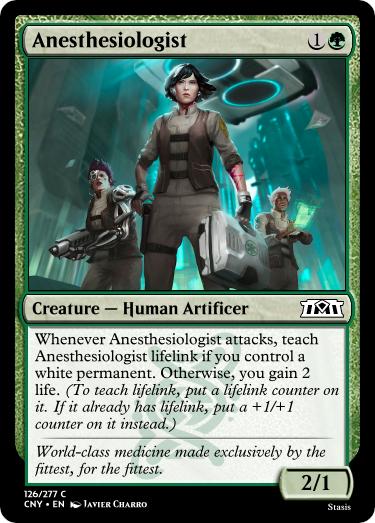 Anesthesiologist 1
Creature — Human Artificer
Whenever Anesthesiologist attacks, teach
Anesthesiologist lifelink if you control a
white permanent. Otherwise, you gain 2
life. (To teach lifelink, put a lifelink counter on
it. If it already has lifelink, put a +1/+1
counter on it instead.)
World-class medicine made exclusively by the
fittest, for the fittest.
2/1
126/277 C
CNY • EN Javier Charro
Stasis